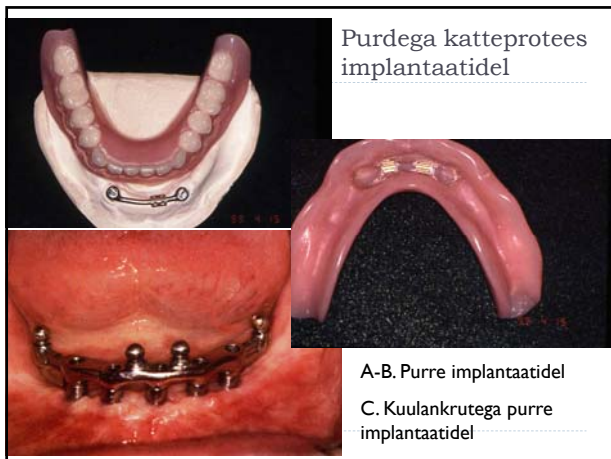 Purdega katteprotees
implantaatidel
A-B. Purre implantaatidel
C. Kuulankrutega purre
implantaatidel